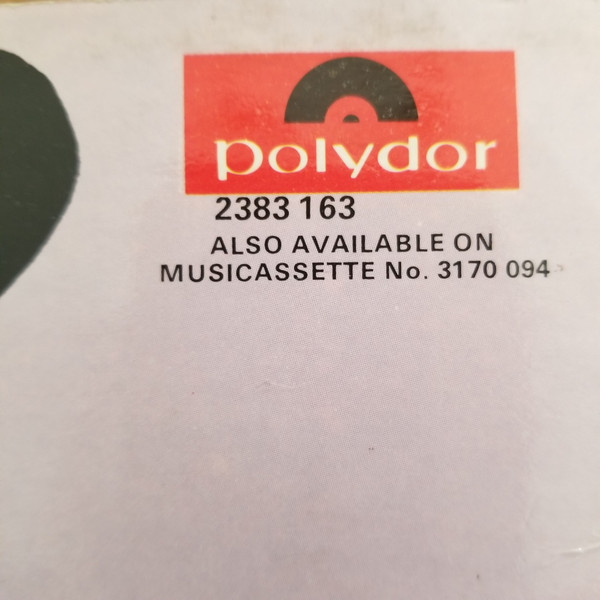 polydor
2383 163
ALSO AVAILABLE ON
MUSICASSETTE No. 3170 094